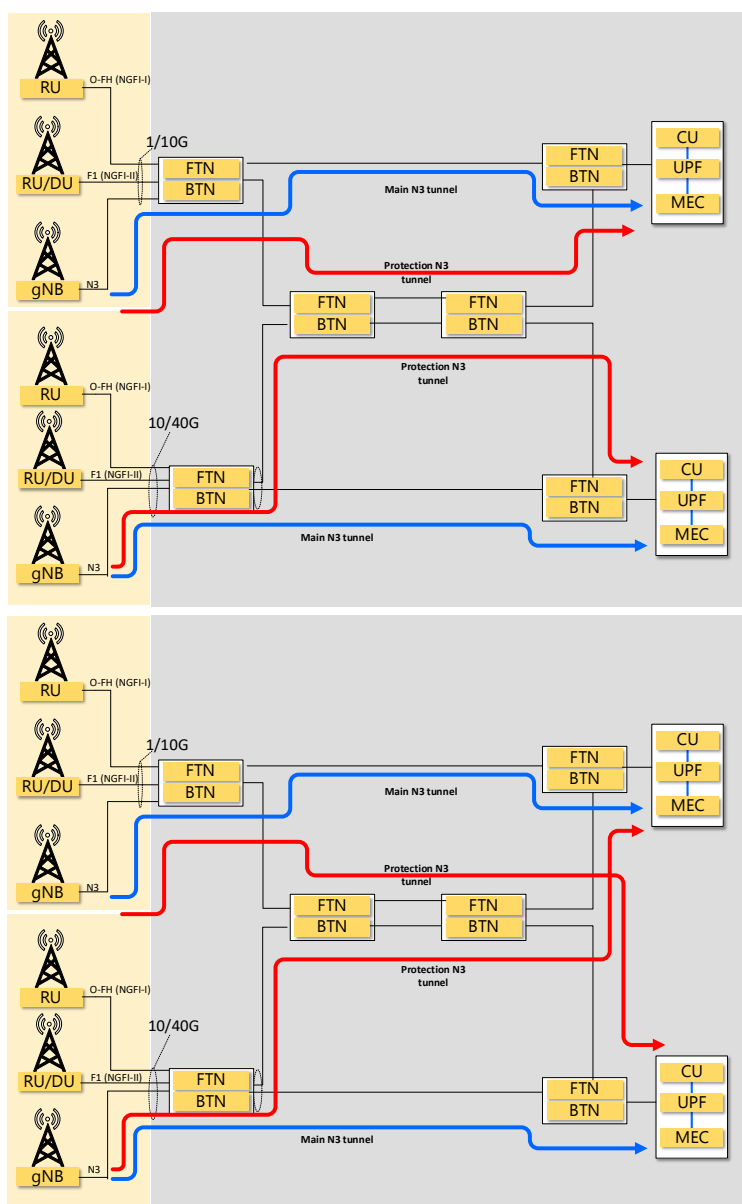 RU
O-FH (NGFI-I)
1/10G
RU/DU
F1 (NGFI-II)
FTN
BTN
FTN
BTN
CU
UPF
MEC
Main N3 tunnel
gNB
N3
Protection N3
tunnel
FTN
BTN
FTN
BTN
RU
O-FH (NGFI-I)
Protection N3
tunnel
10/40G
RU/DU
F1 (NGFI-II)
FTN
BTN
FTN
BTN
CU
UPF
MEC
Main N3 tunnel
gNB
N3
RU
O-FH (NGFI-I)
1/10G
RU/DU
F1 (NGFI-II)
FTN
BTN
FTN
BTN
CU
UPF
MEC
Main N3 tunnel
gNB
N3
Protection N3
tunnel
FTN
BTN
FTN
BTN
RU
O-FH (NGFI-I)
Protection N3
tunnel
10/40G
RU/DU
F1 (NGFI-II)
FTN
BTN
FTN
BTN
CU
UPF
MEC
Main N3 tunnel
gNB
N3